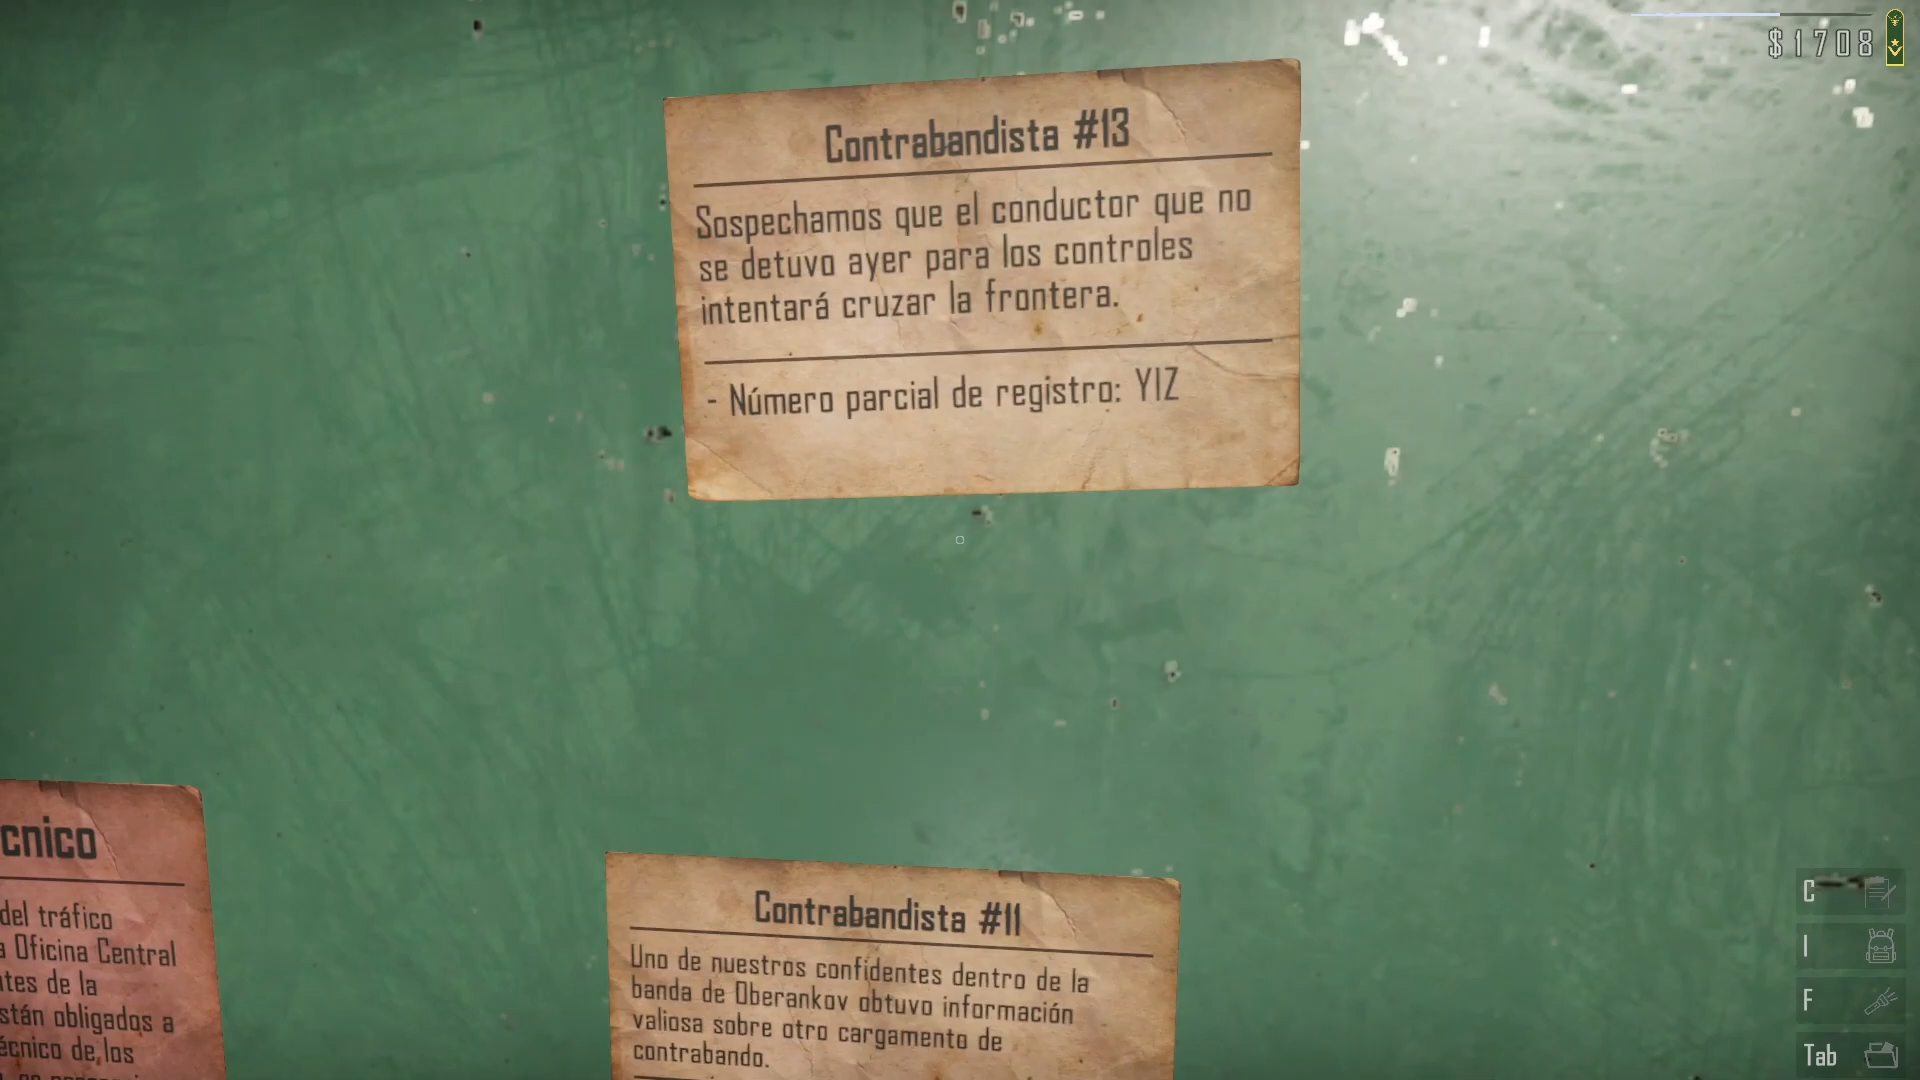 $1708
Contrabandista #13
Sospechamos que el conductor que no
se detuvo ayer para los controles
intentará cruzar la frontera.
- Número parcial de registro: YIZ
cnico
del tráfico
a Oficina Central
ntes de la
están obligados a
écnico de los
Contrabandista #11
Uno de nuestros confidentes dentro de la
banda de Oberankov obtuvo información
valiosa sobre otro cargamento de
contrabando.
C
I
F
Tab